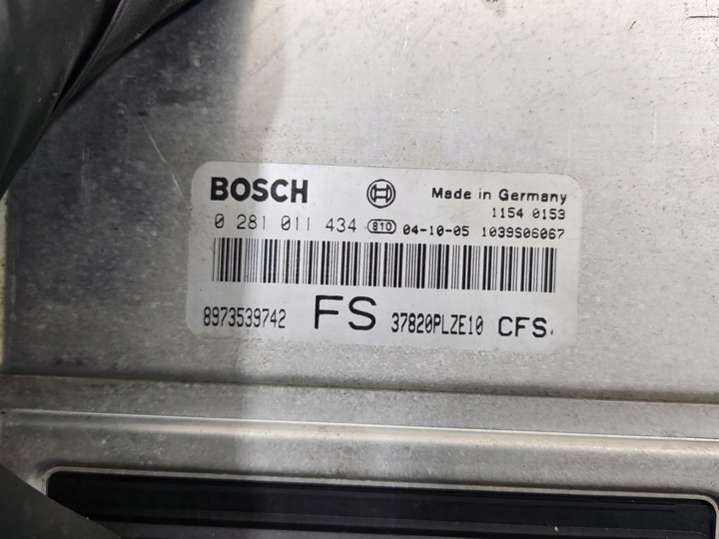 BOSCH Made in Germany
1154 0153
0 281 011 434 810 04-10-05 1039S06067
8973539742 FS 37820PLZE10 CFS.